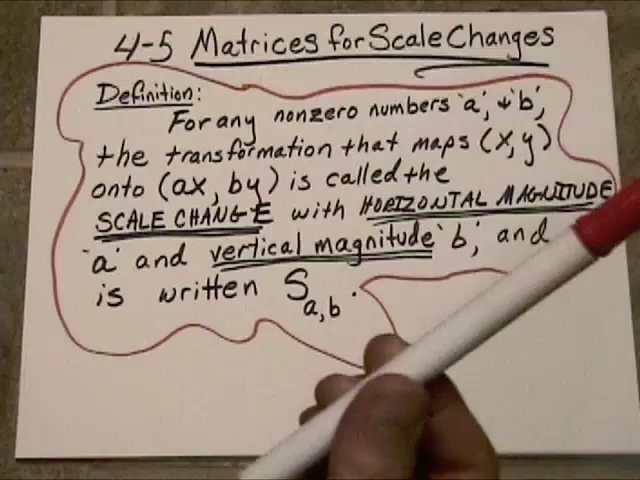 4-5 Matrices for Scale Changes
Definition:
For any nonzero numbers 'a', + 'b',
the transformation that maps (x,y)
onto (ax, by) is called the
SCALE CHANGE with HORIZONTAL MAGNITUDE
'a' and vertical magnitude 'b', and
is written S a,b.